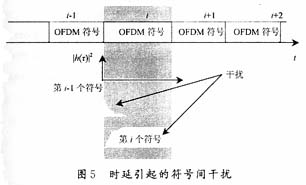 i-1 i i+1 i+2
OFDM 符号 OFDM 符号 OFDM 符号 OFDM 符号
t
|h(τ)|²
干扰
第 i-1 个符号
第 i 个符号
图 5 时延引起的符号间干扰